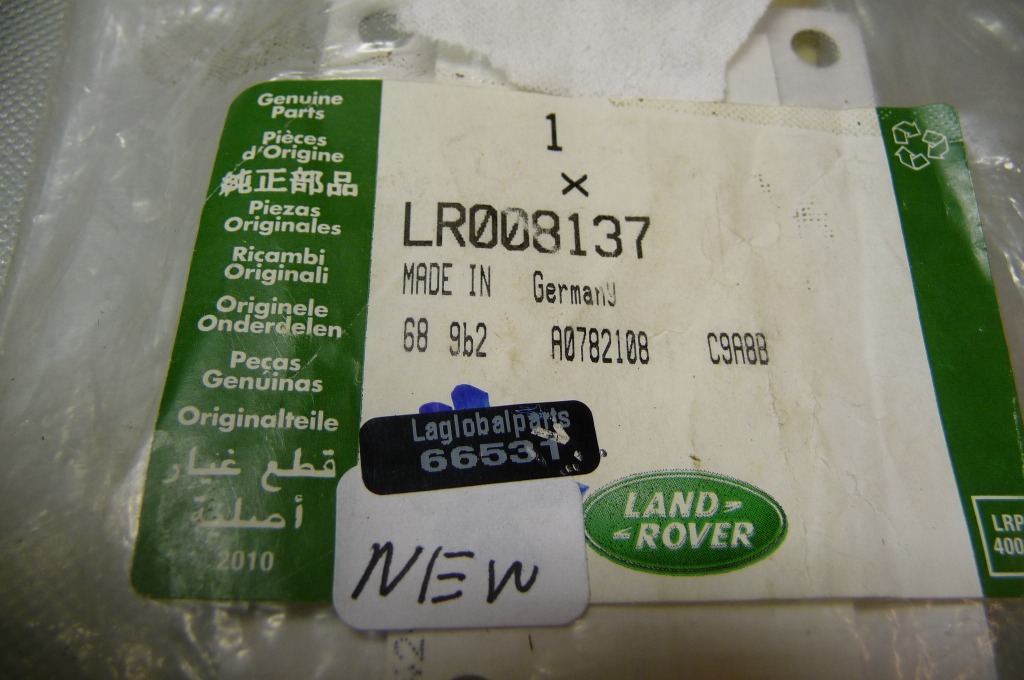 Genuine
Parts
Pièces
d'Origine
純正部品
Piezas
Originales
Ricambi
Originali
Originele
Onderdelen
Peças
Genuínas
Originalteile
قطع غيار
أصلية
2010
1
×
LR008137
MADE IN Germany
68 9b2 A0782108 C9A8B
Laglobalparts
66531
NEW
LAND
ROVER
LRP
400